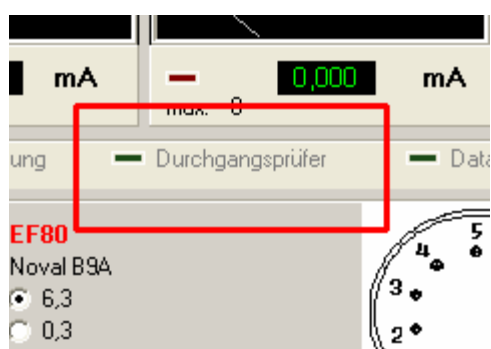 mA 0,000 mA
max. 0
ung Durchgangsprüfer Data
EF80
Noval B9A
6,3
0,3
5
4
3
2